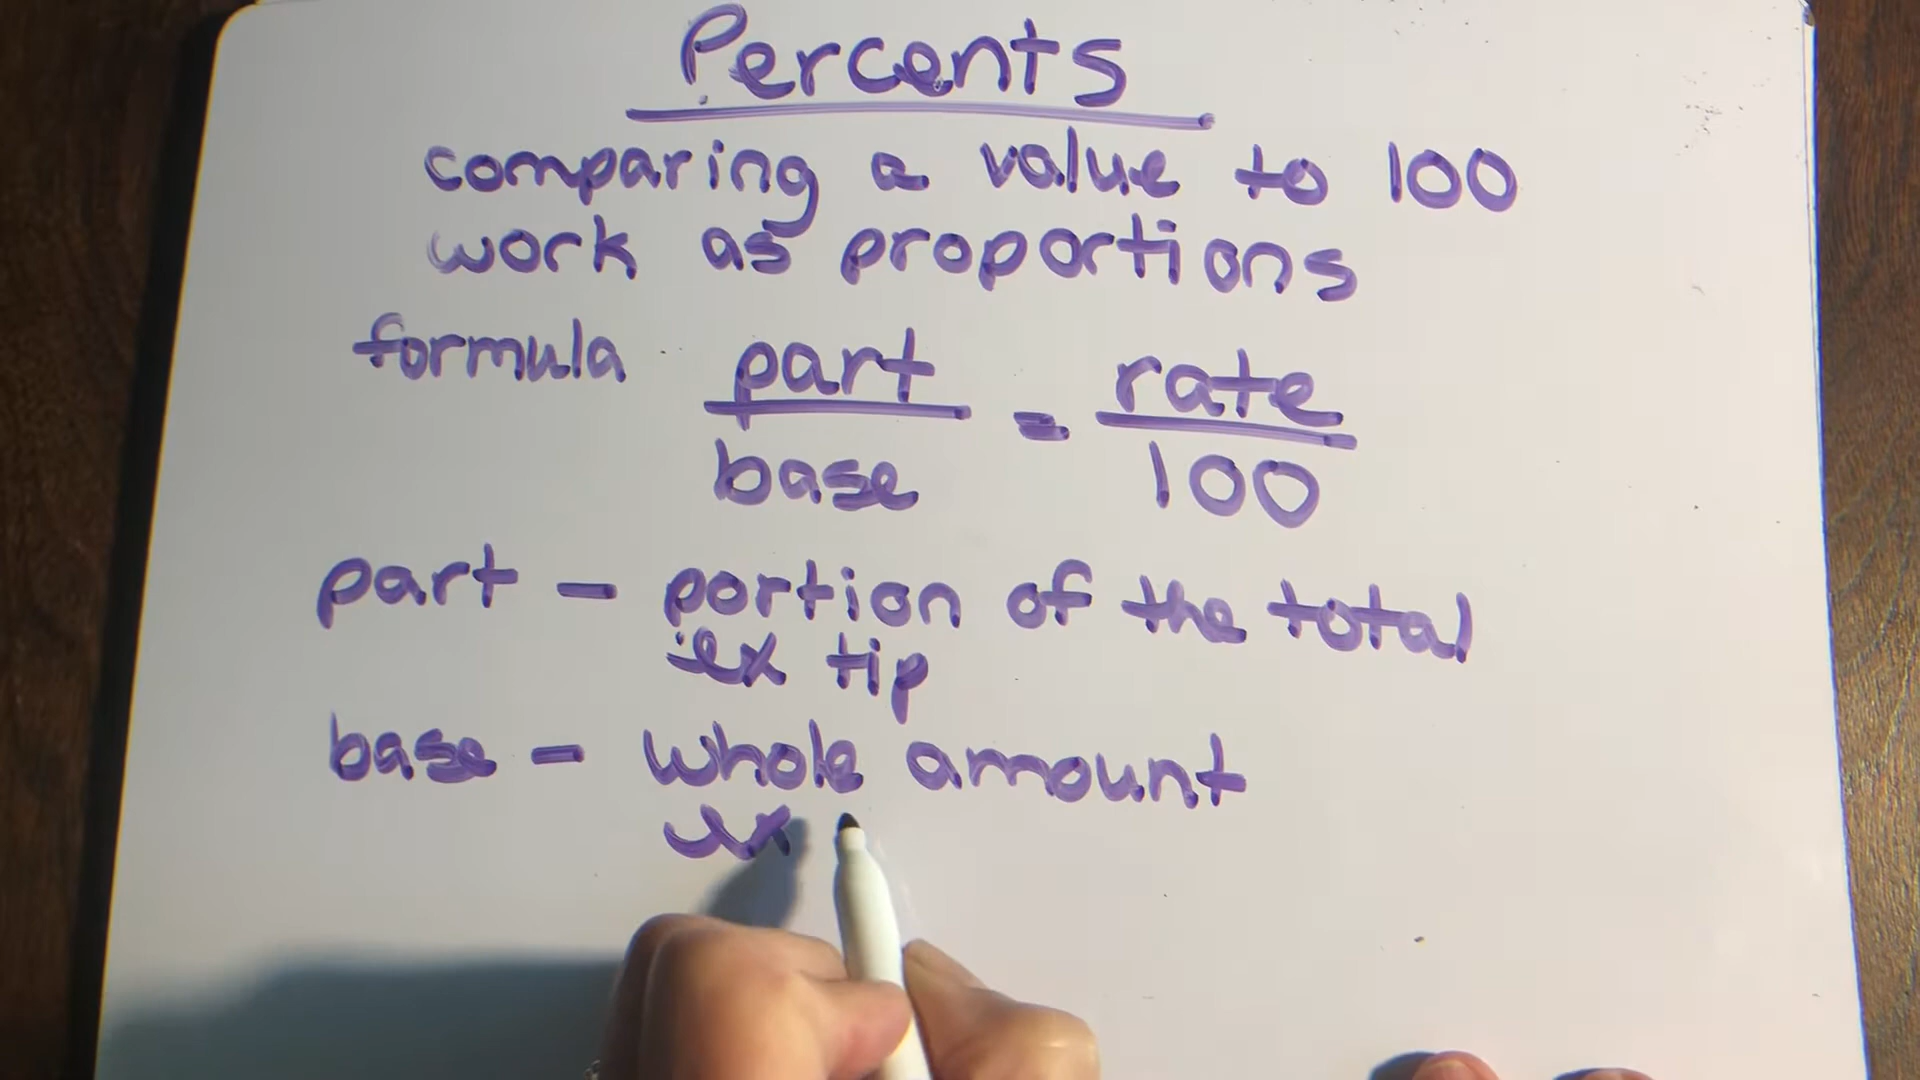 Percents
comparing a value to 100
work as proportions
formula part / base = rate / 100
part - portion of the total
ex tip
base - whole amount
ex